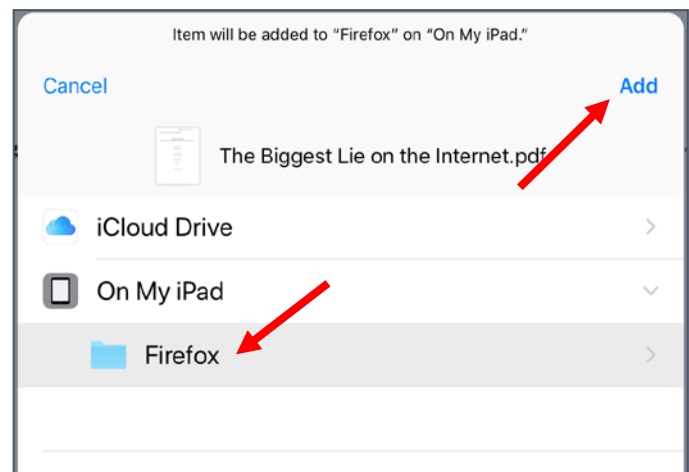 Item will be added to “Firefox” on “On My iPad.”
Cancel
Add
The Biggest Lie on the Internet.pdf
iCloud Drive
On My iPad
Firefox